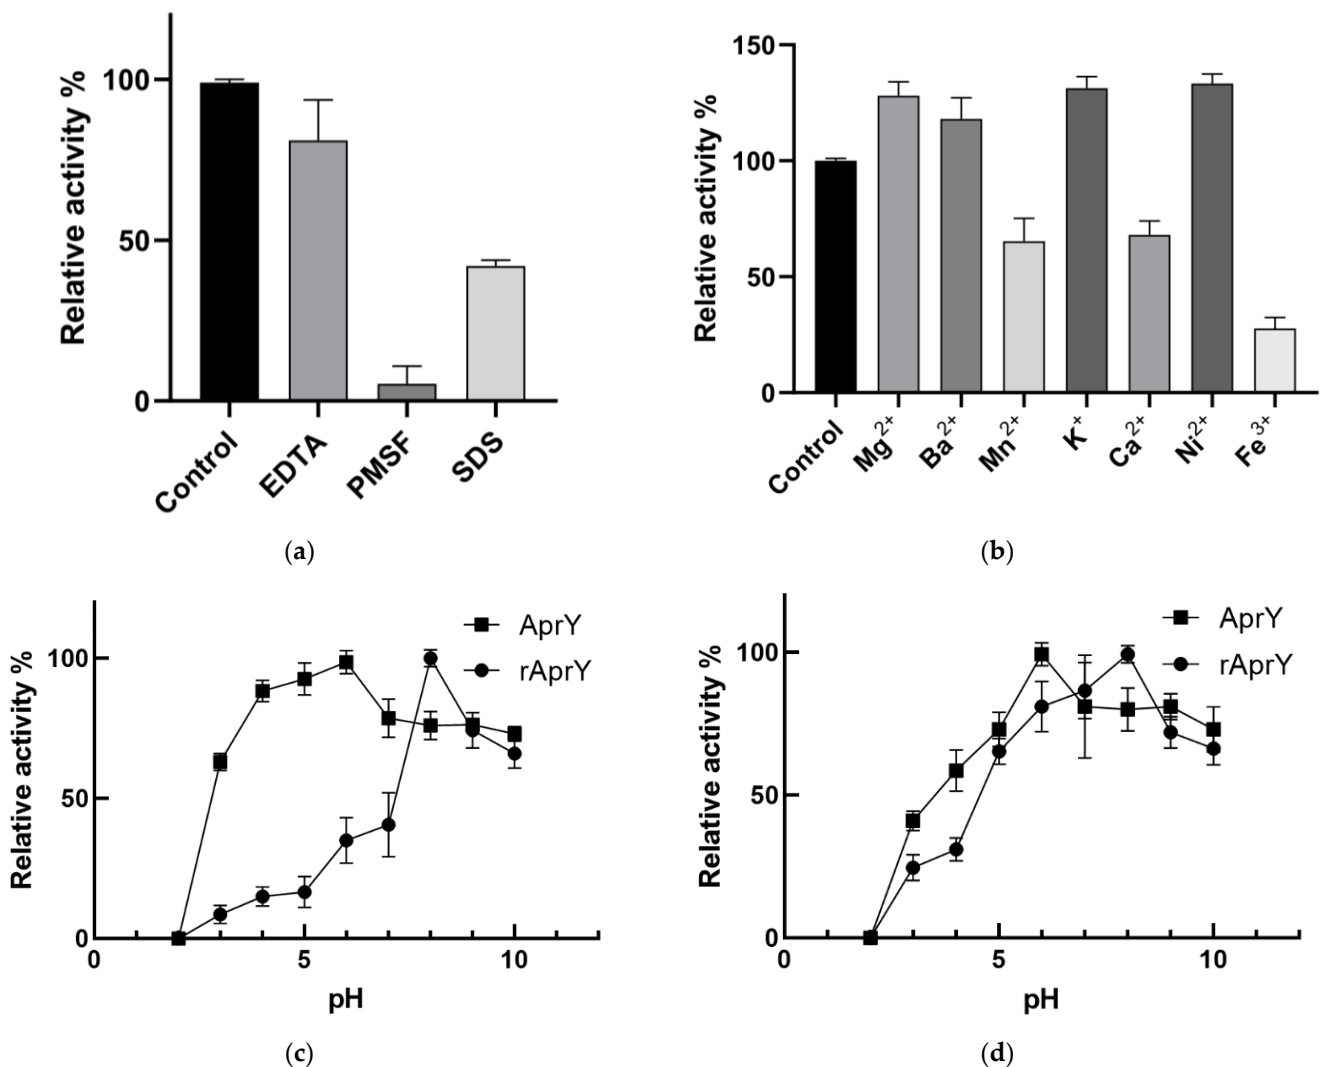 Relative activity %
100
50
0
Control
EDTA
PMSF
SDS
(a)
Relative activity %
150
100
50
0
Control
Mg2+
Ba2+
Mn2+
K+
Ca2+
Ni2+
Fe3+
(b)
Relative activity %
100
50
0
0
5
10
pH
AprY
rAprY
(c)
Relative activity %
100
50
0
0
5
10
pH
AprY
rAprY
(d)